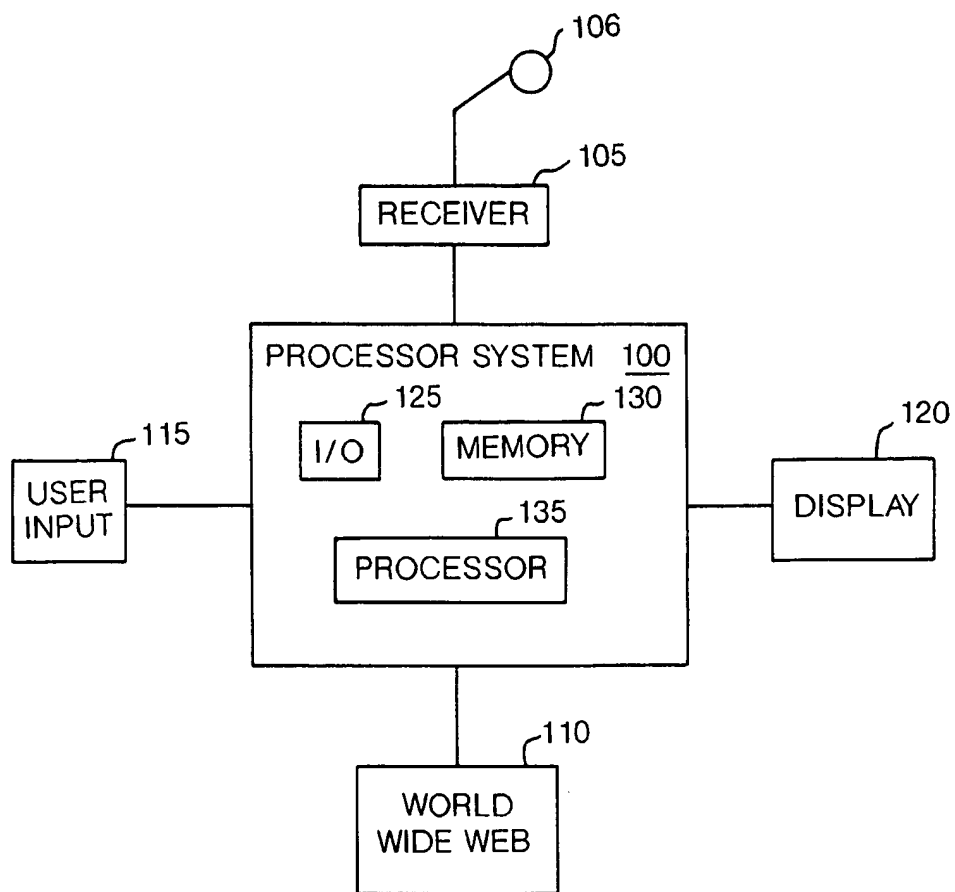 106
105
RECEIVER
PROCESSOR SYSTEM 100
125
130
I/O
MEMORY
115
USER
INPUT
120
DISPLAY
135
PROCESSOR
110
WORLD
WIDE WEB